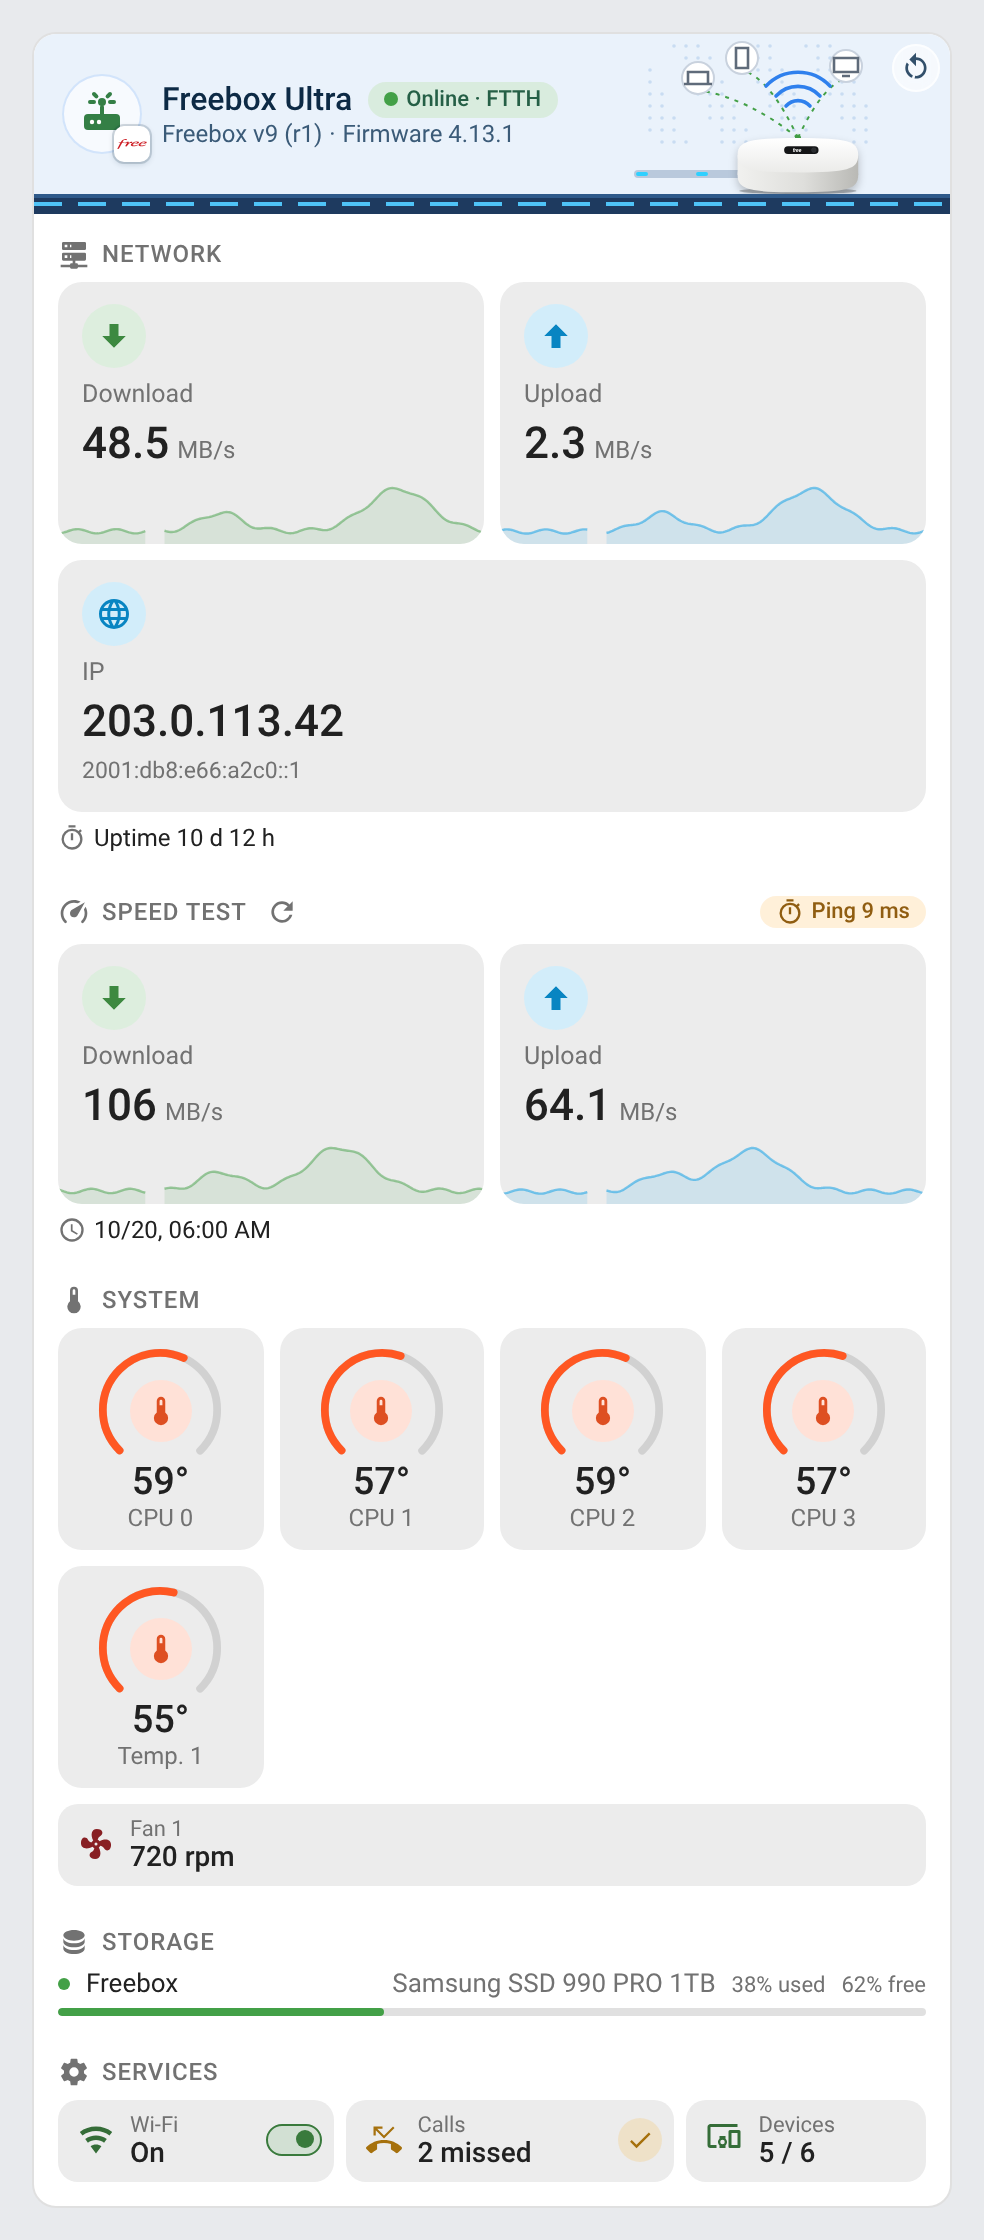 Freebox Ultra
Online · FTTH
Freebox v9 (r1) · Firmware 4.13.1
free
free
NETWORK
Download
48.5 MB/s
Upload
2.3 MB/s
IP
203.0.113.42
2001:db8:e66:a2c0::1
Uptime 10 d 12 h
SPEED TEST
Ping 9 ms
Download
106 MB/s
Upload
64.1 MB/s
10/20, 06:00 AM
SYSTEM
59°
CPU 0
57°
CPU 1
59°
CPU 2
57°
CPU 3
55°
Temp. 1
Fan 1
720 rpm
STORAGE
Freebox
Samsung SSD 990 PRO 1TB 38% used 62% free
SERVICES
Wi-Fi
On
Calls
2 missed
Devices
5 / 6